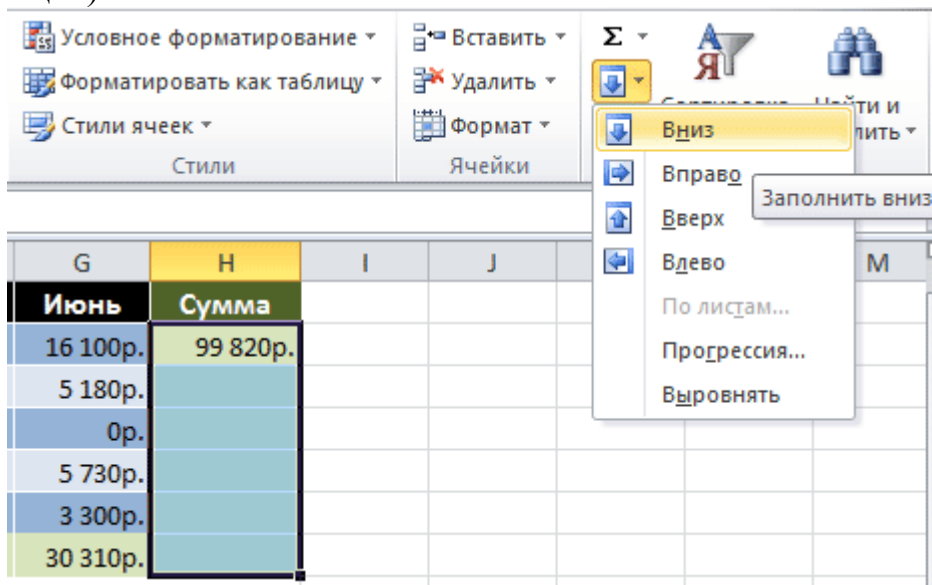 Условное форматирование
Форматировать как таблицу
Стили ячеек
Стили
Вставить
Удалить
Формат
Ячейки
Σ
АЯ
Вниз
Вправо
Вверх
Влево
По листам...
Прогрессия...
Выровнять
Заполнить вниз
G H I J M
Июнь Сумма
16 100р. 99 820р.
5 180р.
0р.
5 730р.
3 300р.
30 310р.